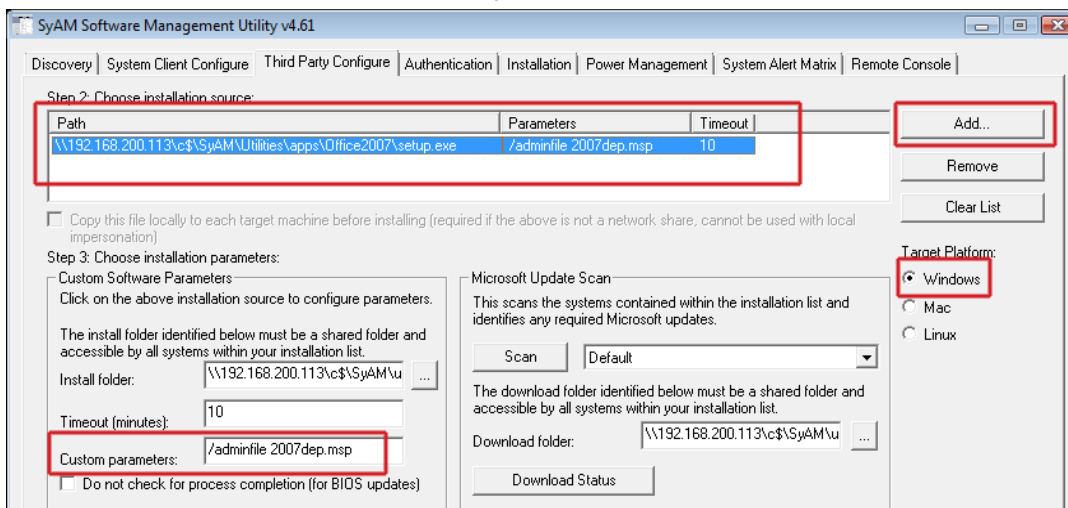 SyAM Software Management Utility v4.61
Discovery System Client Configure Third Party Configure Authentication Installation Power Management System Alert Matrix Remote Console
Step 2: Choose installation source:
Path Parameters Timeout
\\192.168.200.113\c$\SyAM\Utilities\apps\Office2007\setup.exe /adminfile 2007dep.msp 10
Add...
Remove
Clear List
Copy this file locally to each target machine before installing (required if the above is not a network share, cannot be used with local
impersonation)
Target Platform:
Windows
Mac
Linux
Step 3: Choose installation parameters:
Custom Software Parameters
Click on the above installation source to configure parameters.
The install folder identified below must be a shared folder and
accessible by all systems within your installation list.
Install folder: \\192.168.200.113\c$\SyAM\u ...
Timeout (minutes): 10
Custom parameters: /adminfile 2007dep.msp
Do not check for process completion (for BIOS updates)
Microsoft Update Scan
This scans the systems contained within the installation list and
identifies any required Microsoft updates.
Scan Default
The download folder identified below must be a shared folder and
accessible by all systems within your installation list.
Download folder: \\192.168.200.113\c$\SyAM\u ...
Download Status